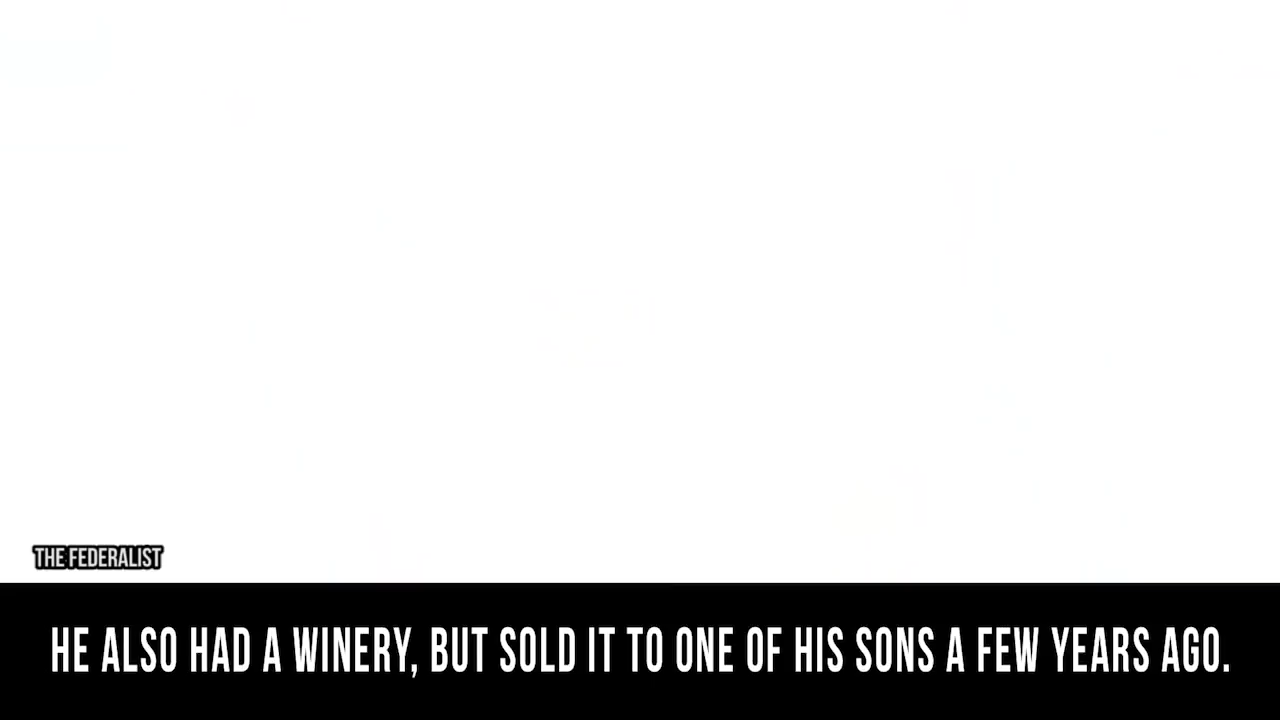 THE FEDERALIST
HE ALSO HAD A WINERY, BUT SOLD IT TO ONE OF HIS SONS A FEW YEARS AGO.